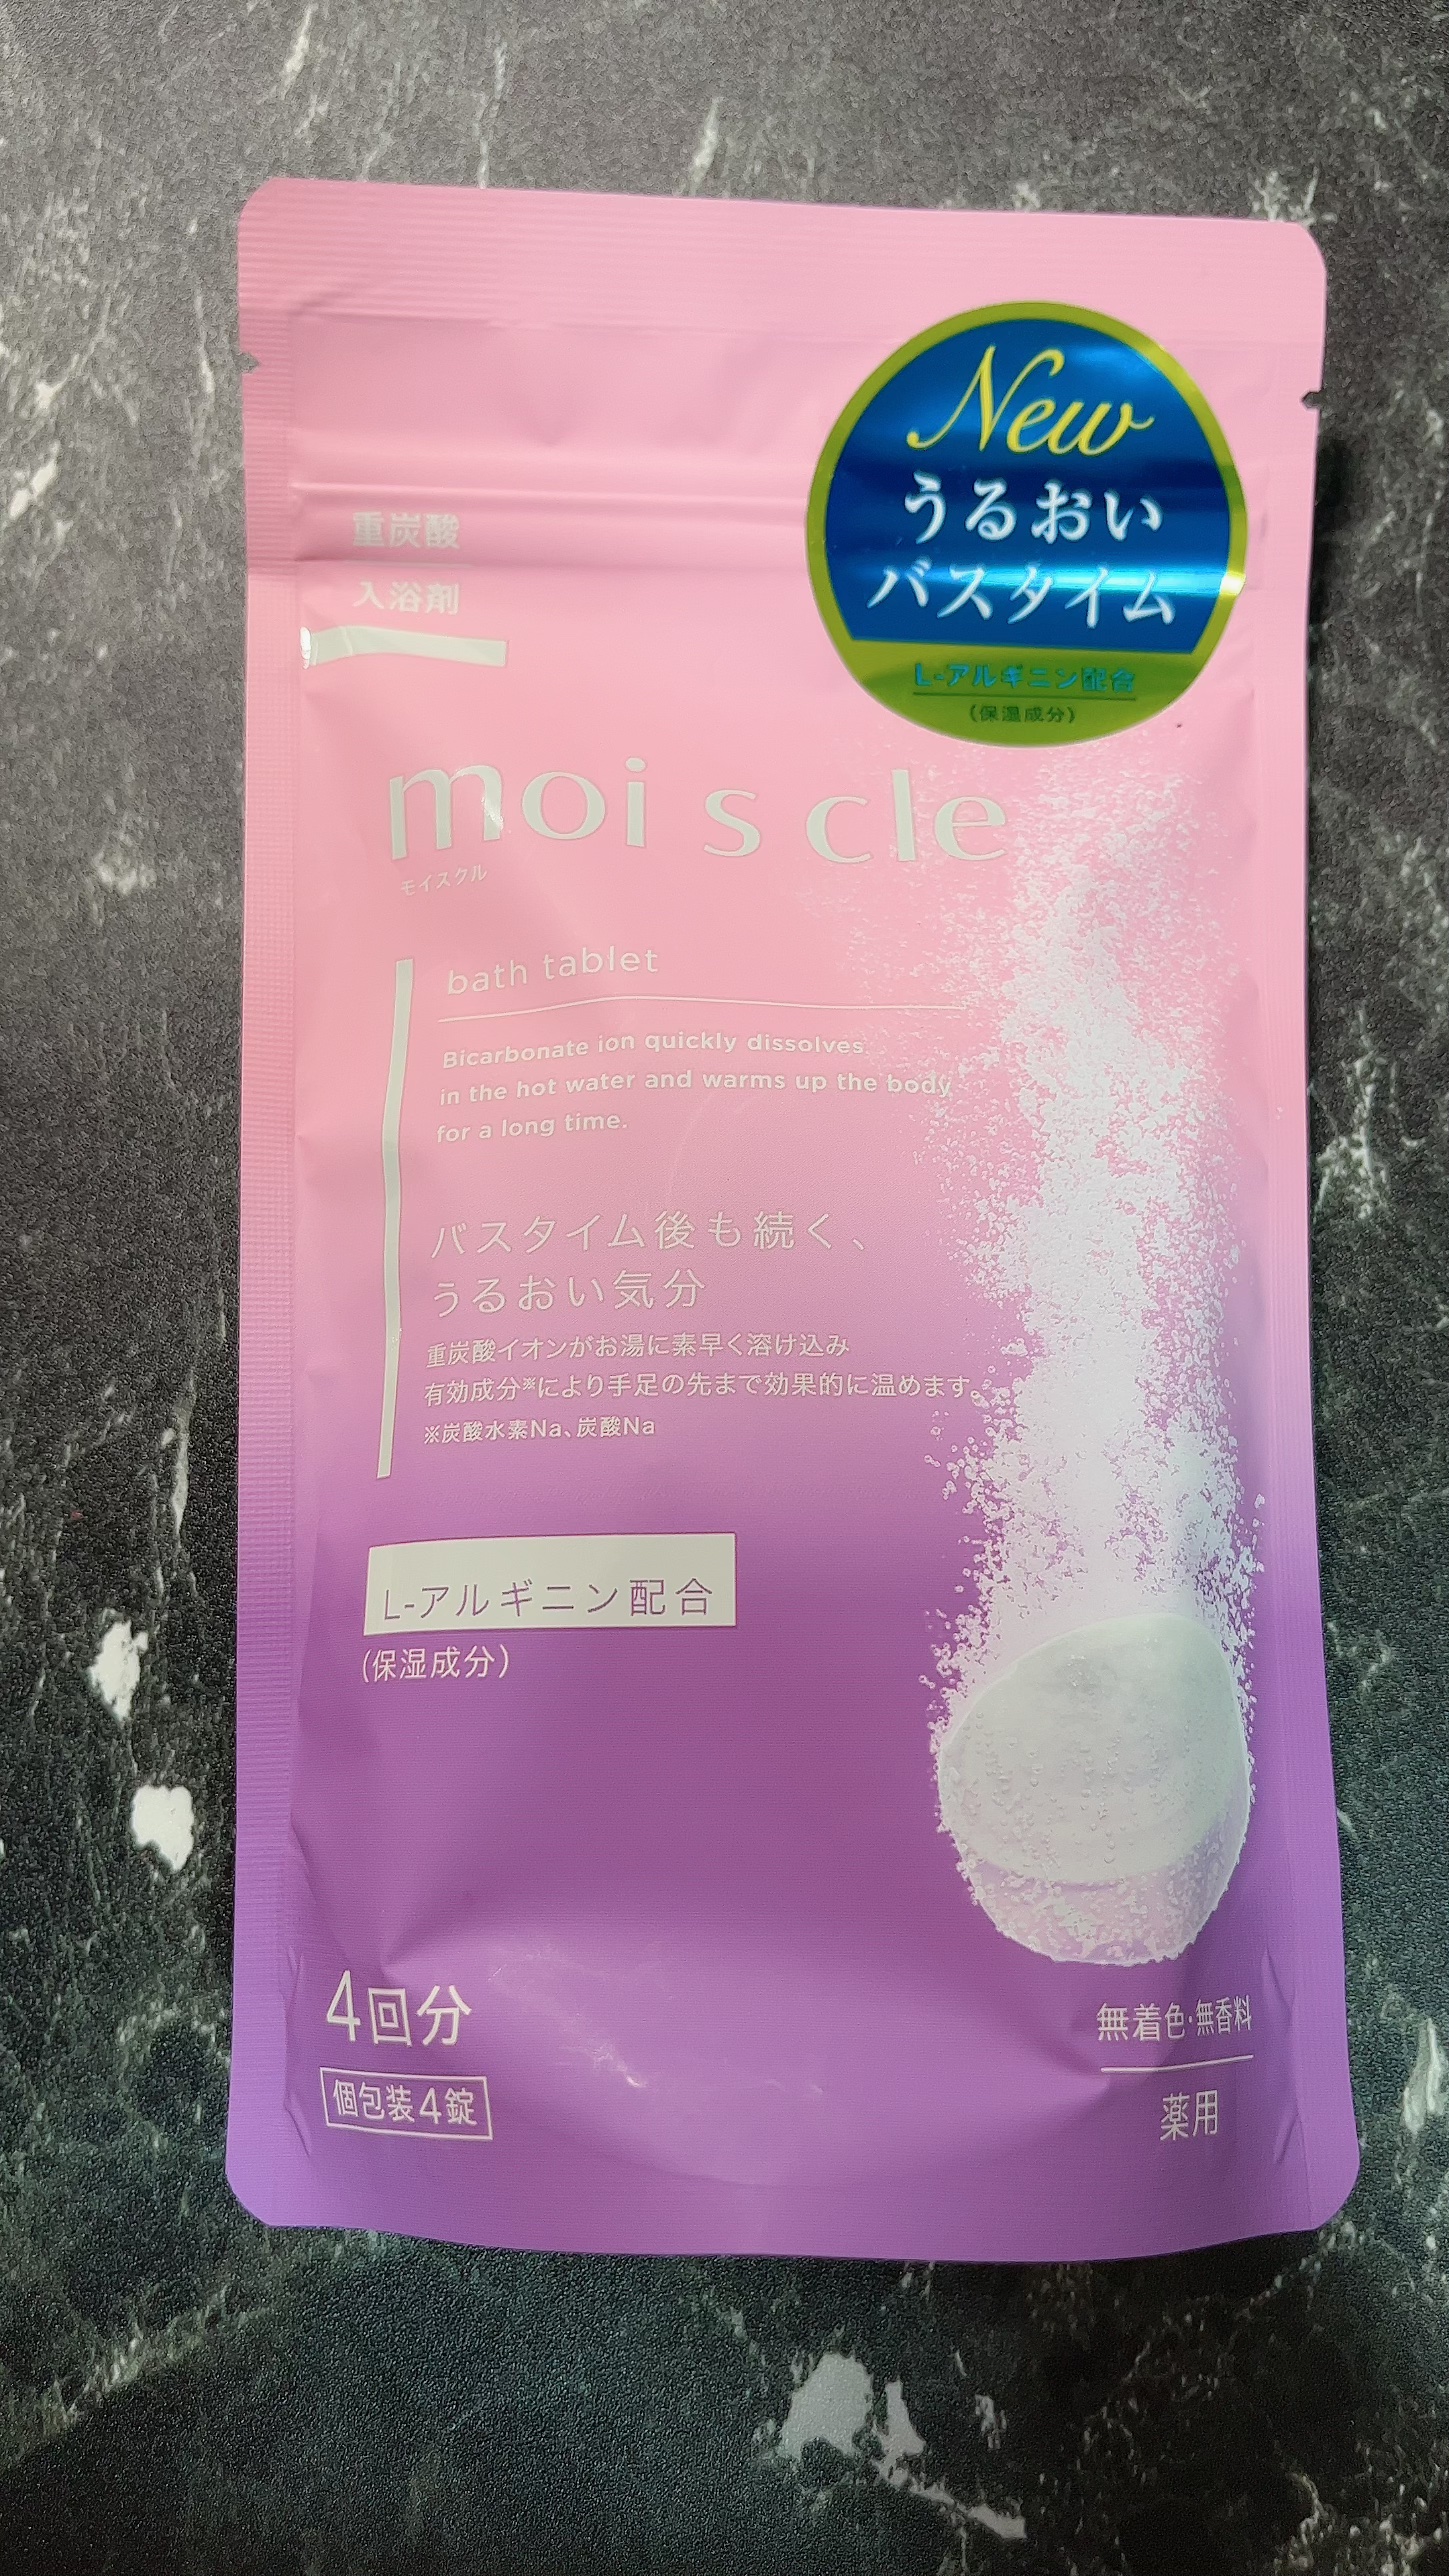 New
うるおい
バスタイム
L-アルギニン配合
(保湿成分)
重炭酸
入浴剤
moi s cle
モイスクル
bath tablet
Bicarbonate ion quickly dissolves
in the hot water and warms up the body
for a long time.
バスタイム後も続く、
うるおい気分
重炭酸イオンがお湯に素早く溶け込み
有効成分※により手足の先まで効果的に温めます。
※炭酸水素Na、炭酸Na
L-アルギニン配合
(保湿成分)
4回分
個包装4錠
無着色・無香料
薬用